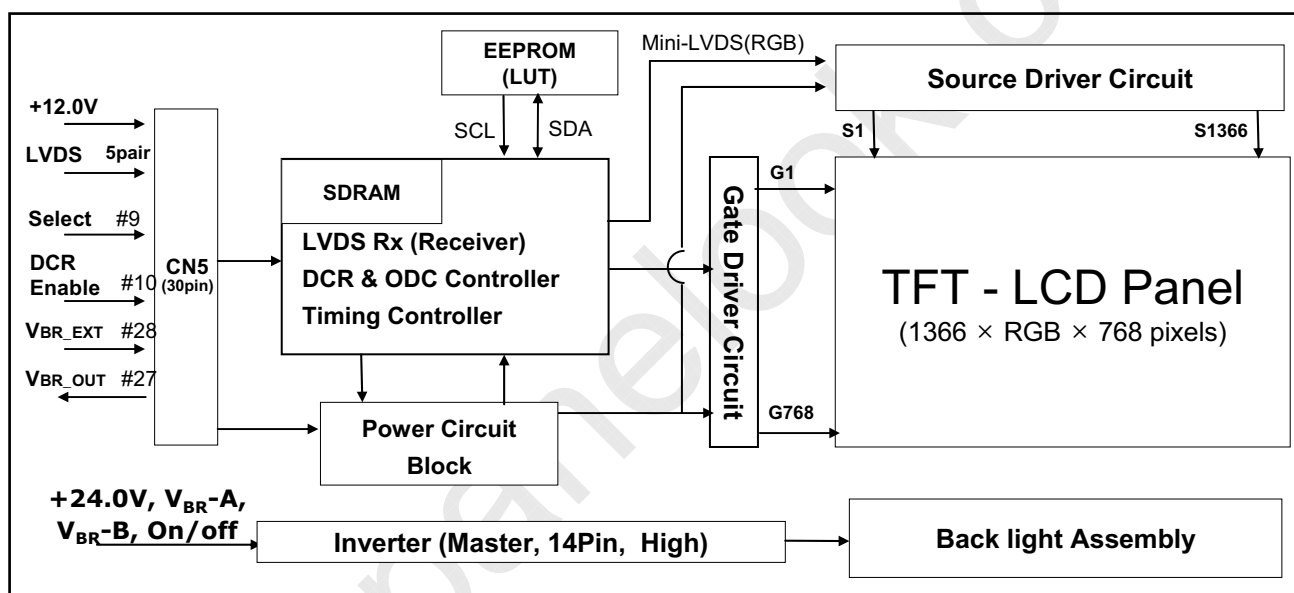 EEPROM
(LUT)
Mini-LVDS(RGB)
Source Driver Circuit
+12.0V
LVDS 5pair
Select #9
DCR
Enable #10
VBR_EXT #28
VBR_OUT #27
CN5
(30pin)
SCL
SDA
S1
S1366
SDRAM
LVDS Rx (Receiver)
DCR & ODC Controller
Timing Controller
Gate Driver Circuit
G1
G768
TFT - LCD Panel
(1366 × RGB × 768 pixels)
Power Circuit
Block
+24.0V, VBR-A,
VBR-B, On/off
Inverter (Master, 14Pin, High)
Back light Assembly